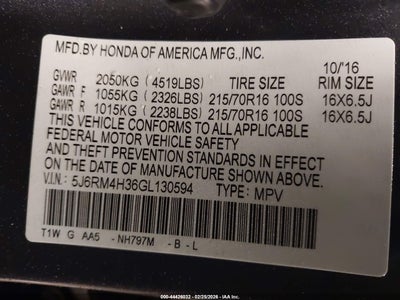 MFD.BY HONDA OF AMERICA MFG.,INC.
10/'16
GVWR 2050KG (4519LBS) TIRE SIZE RIM SIZE
GAWR F 1055KG (2326LBS) 215/70R16 100S 16X6.5J
GAWR R 1015KG (2238LBS) 215/70R16 100S 16X6.5J
THIS VEHICLE CONFORMS TO ALL APPLICABLE
FEDERAL MOTOR VEHICLE SAFETY
AND THEFT PREVENTION STANDARDS IN EFFECT
ON THE DATE OF MANUFACTURE SHOWN ABOVE.
V.I.N.: 5J6RM4H36GL130594 TYPE: MPV
T1W G AA5 - NH797M - B - L
000-44426032 - 02/25/2026 - IAA Inc.